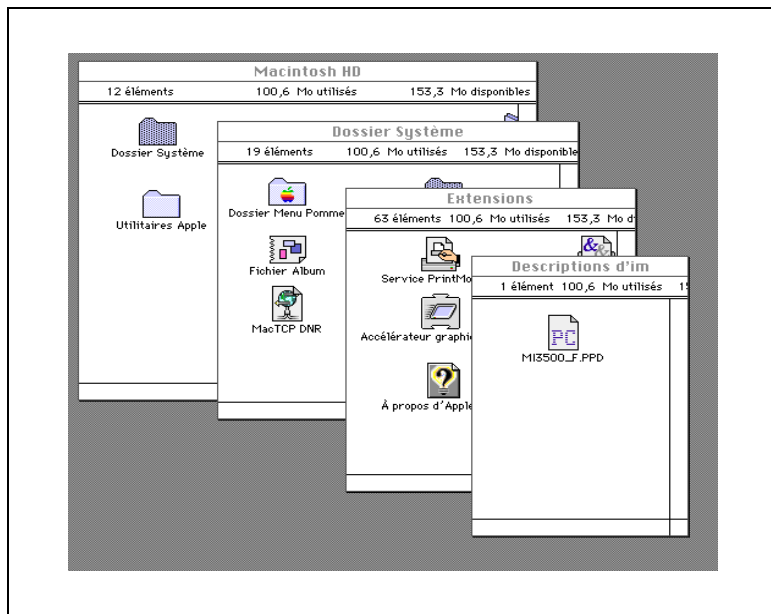 Macintosh HD
12 éléments 100,6 Mo utilisés 153,3 Mo disponibles
Dossier Système
Utilitaires Apple
Dossier Système
19 éléments 100,6 Mo utilisés 153,3 Mo disponible
Dossier Menu Pomme
Fichier Album
MacTCP DNR
Extensions
63 éléments 100,6 Mo utilisés 153,3 Mo d
Service PrintMo
Accélérateur graphi
À propos d'Apple
Descriptions d'im
1 élément 100,6 Mo utilisés 1
PC
MI3500_F.PPD